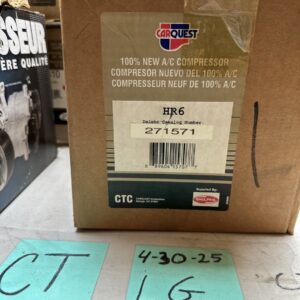 SSEUR
ÈRE QUALITÉ
CARQUEST
100% NEW A/C COMPRESSOR
COMPRESOR NUEVO DEL 100% A/C
COMPRESSEUR NEUF DE 100% A/C
HR6
Catalog Number
271571
CTC
DELPHI
CT
4-30-25
1G